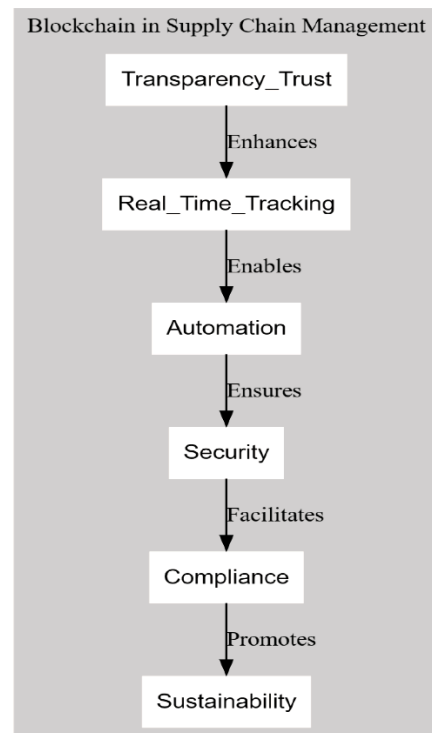 Blockchain in Supply Chain Management
Transparency_Trust
Enhances
Real_Time_Tracking
Enables
Automation
Ensures
Security
Facilitates
Compliance
Promotes
Sustainability